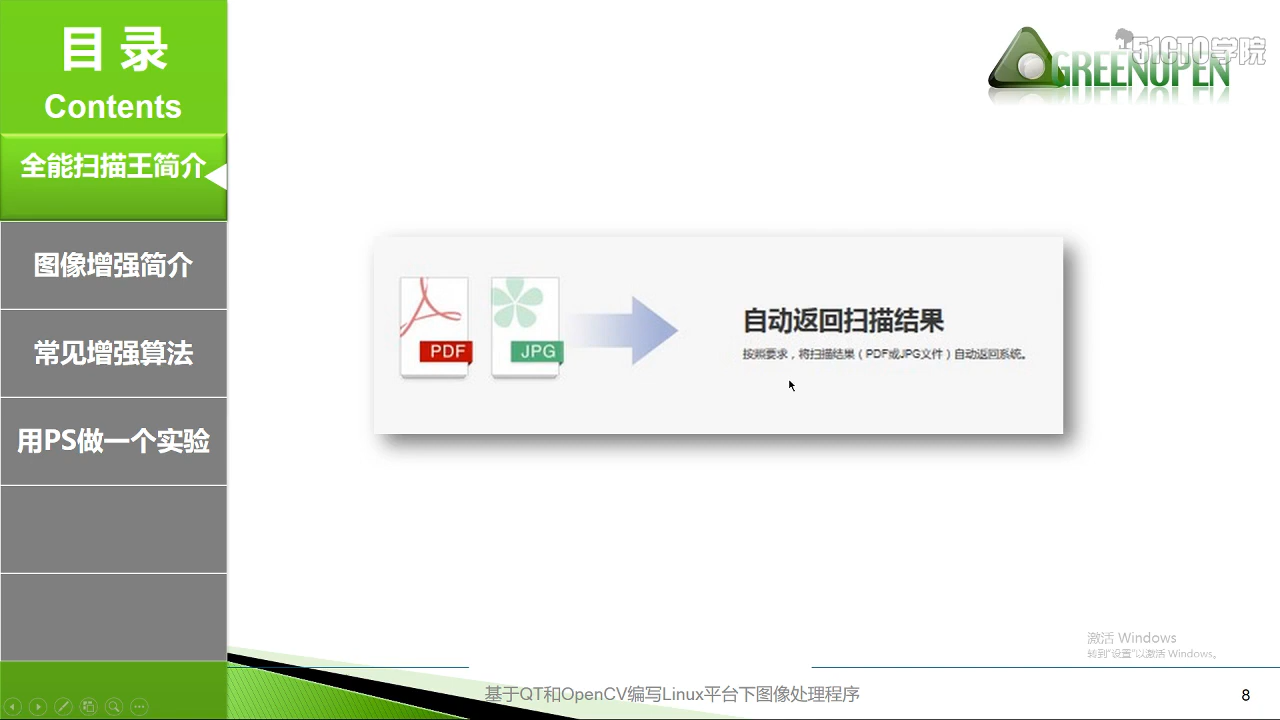 目 录
Contents
全能扫描王简介
图像增强简介
常见增强算法
用PS做一个实验
51CTO学院
GREENOPEN
PDF
JPG
自动返回扫描结果
按照要求，将扫描结果（PDF或JPG文件）自动返回系统。
激活 Windows
转到“设置”以激活 Windows。
基于QT和OpenCV编写Linux平台下图像处理程序
8